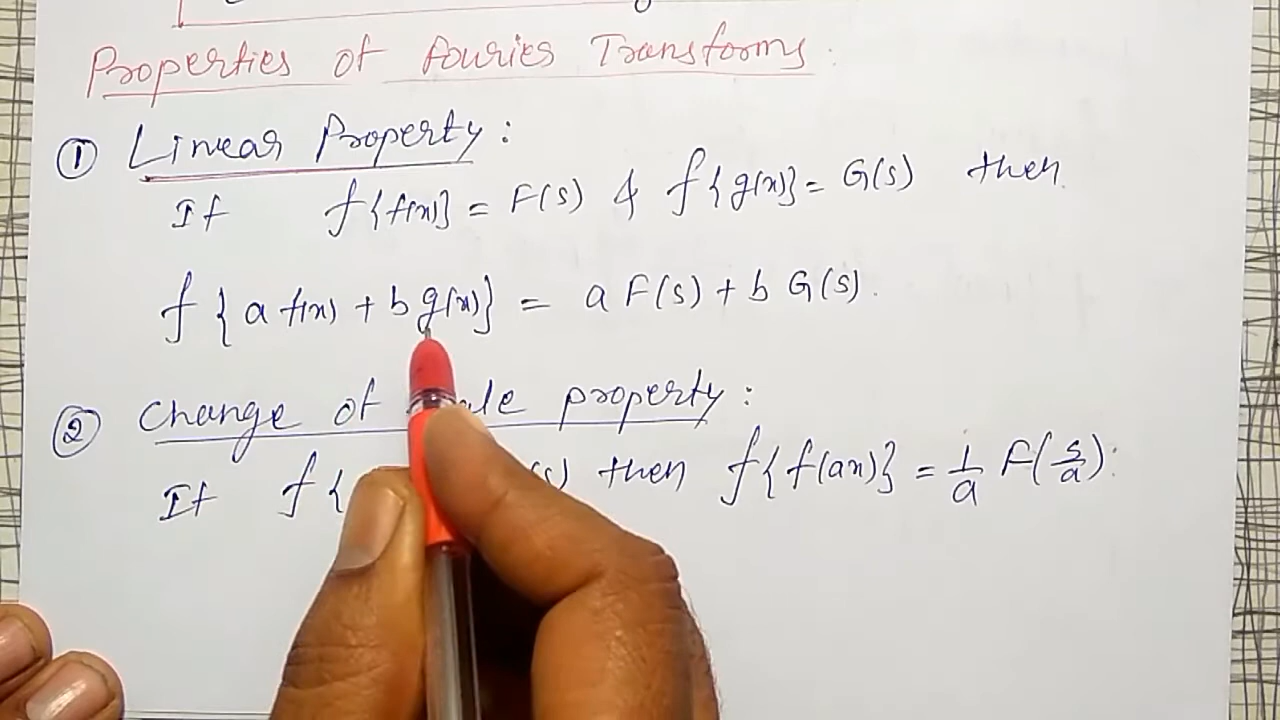 Properties of Fourier Transforms.
① Linear Property:
If f{f(x)} = F(s) & f{g(x)} = G(s) then
f{a f(x) + b g(x)} = a F(s) + b G(s).
② Change of property:
If f{ (s) then f{f(ax)} = 1/a F(s/a).